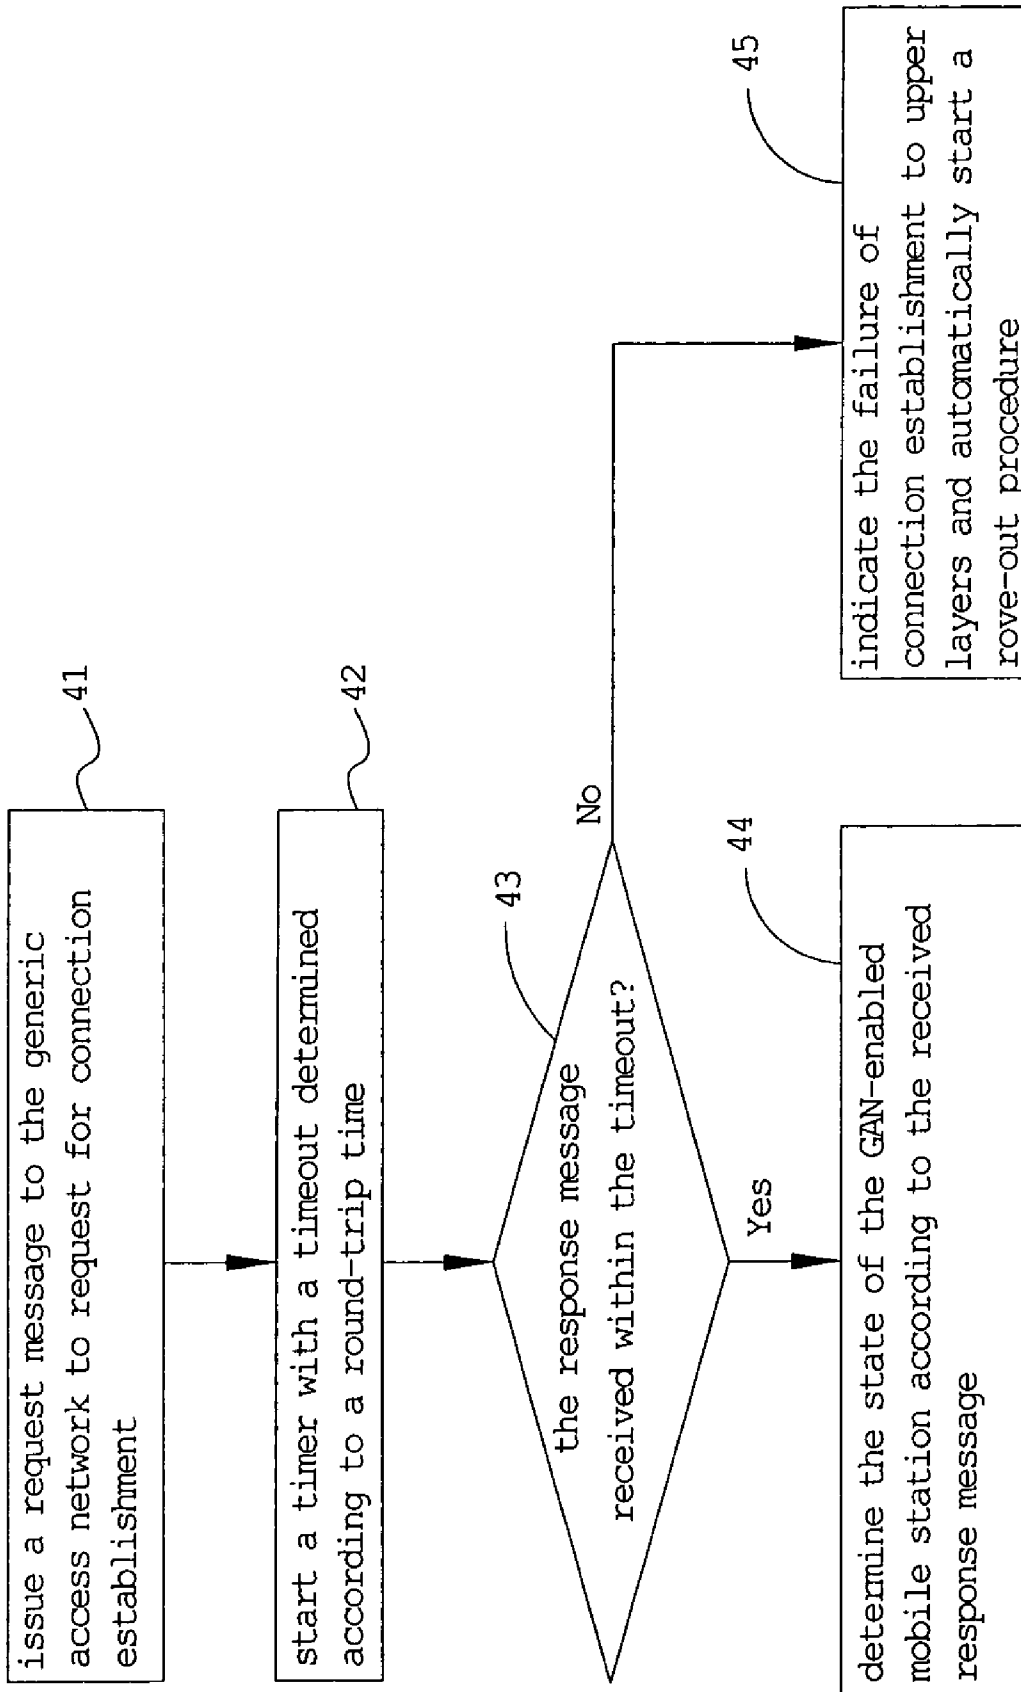 issue a request message to the generic
access network to request for connection
establishment
41
start a timer with a timeout determined
according to a round-trip time
42
the response message
received within the timeout?
43
No
Yes
determine the state of the GAN-enabled
mobile station according to the received
response message
44
indicate the failure of
connection establishment to upper
layers and automatically start a
rove-out procedure
45